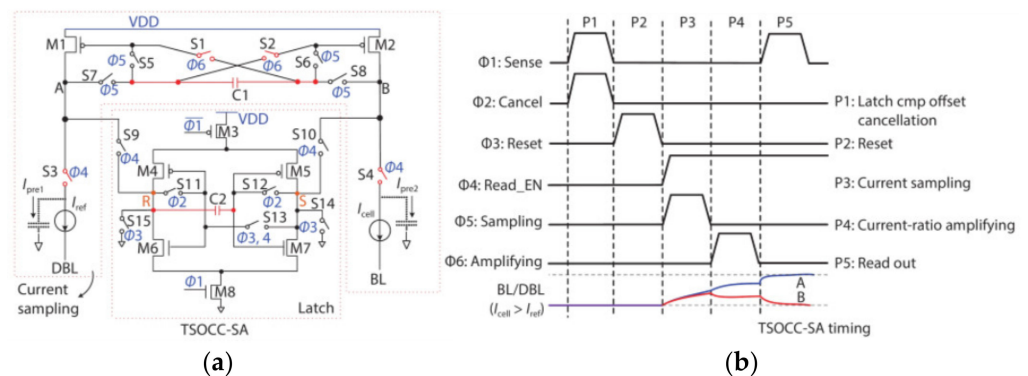 VDD
M1
M2
S1
S2
Φ5
S5
Φ6
Φ6
S6
Φ5
S7
S8
A
Φ5
C1
Φ5
B
Φ1
VDD
M3
S9
S10
Φ4
Φ4
M4
M5
S3
Φ4
S11
S12
S4
Φ4
Ipre1
Iref
R
Φ2
C2
Φ2
S
Icell
Ipre2
S15
S13
S14
Φ3
Φ3, 4
Φ3
M6
M7
DBL
Φ1
M8
BL
Current
sampling
Latch
TSOCC-SA
(a)
P1
P2
P3
P4
P5
Φ1: Sense
Φ2: Cancel
P1: Latch cmp offset
cancellation
Φ3: Reset
P2: Reset
Φ4: Read_EN
P3: Current sampling
Φ5: Sampling
P4: Current-ratio amplifying
Φ6: Amplifying
P5: Read out
BL/DBL
(Icell > Iref)
A
B
TSOCC-SA timing
(b)